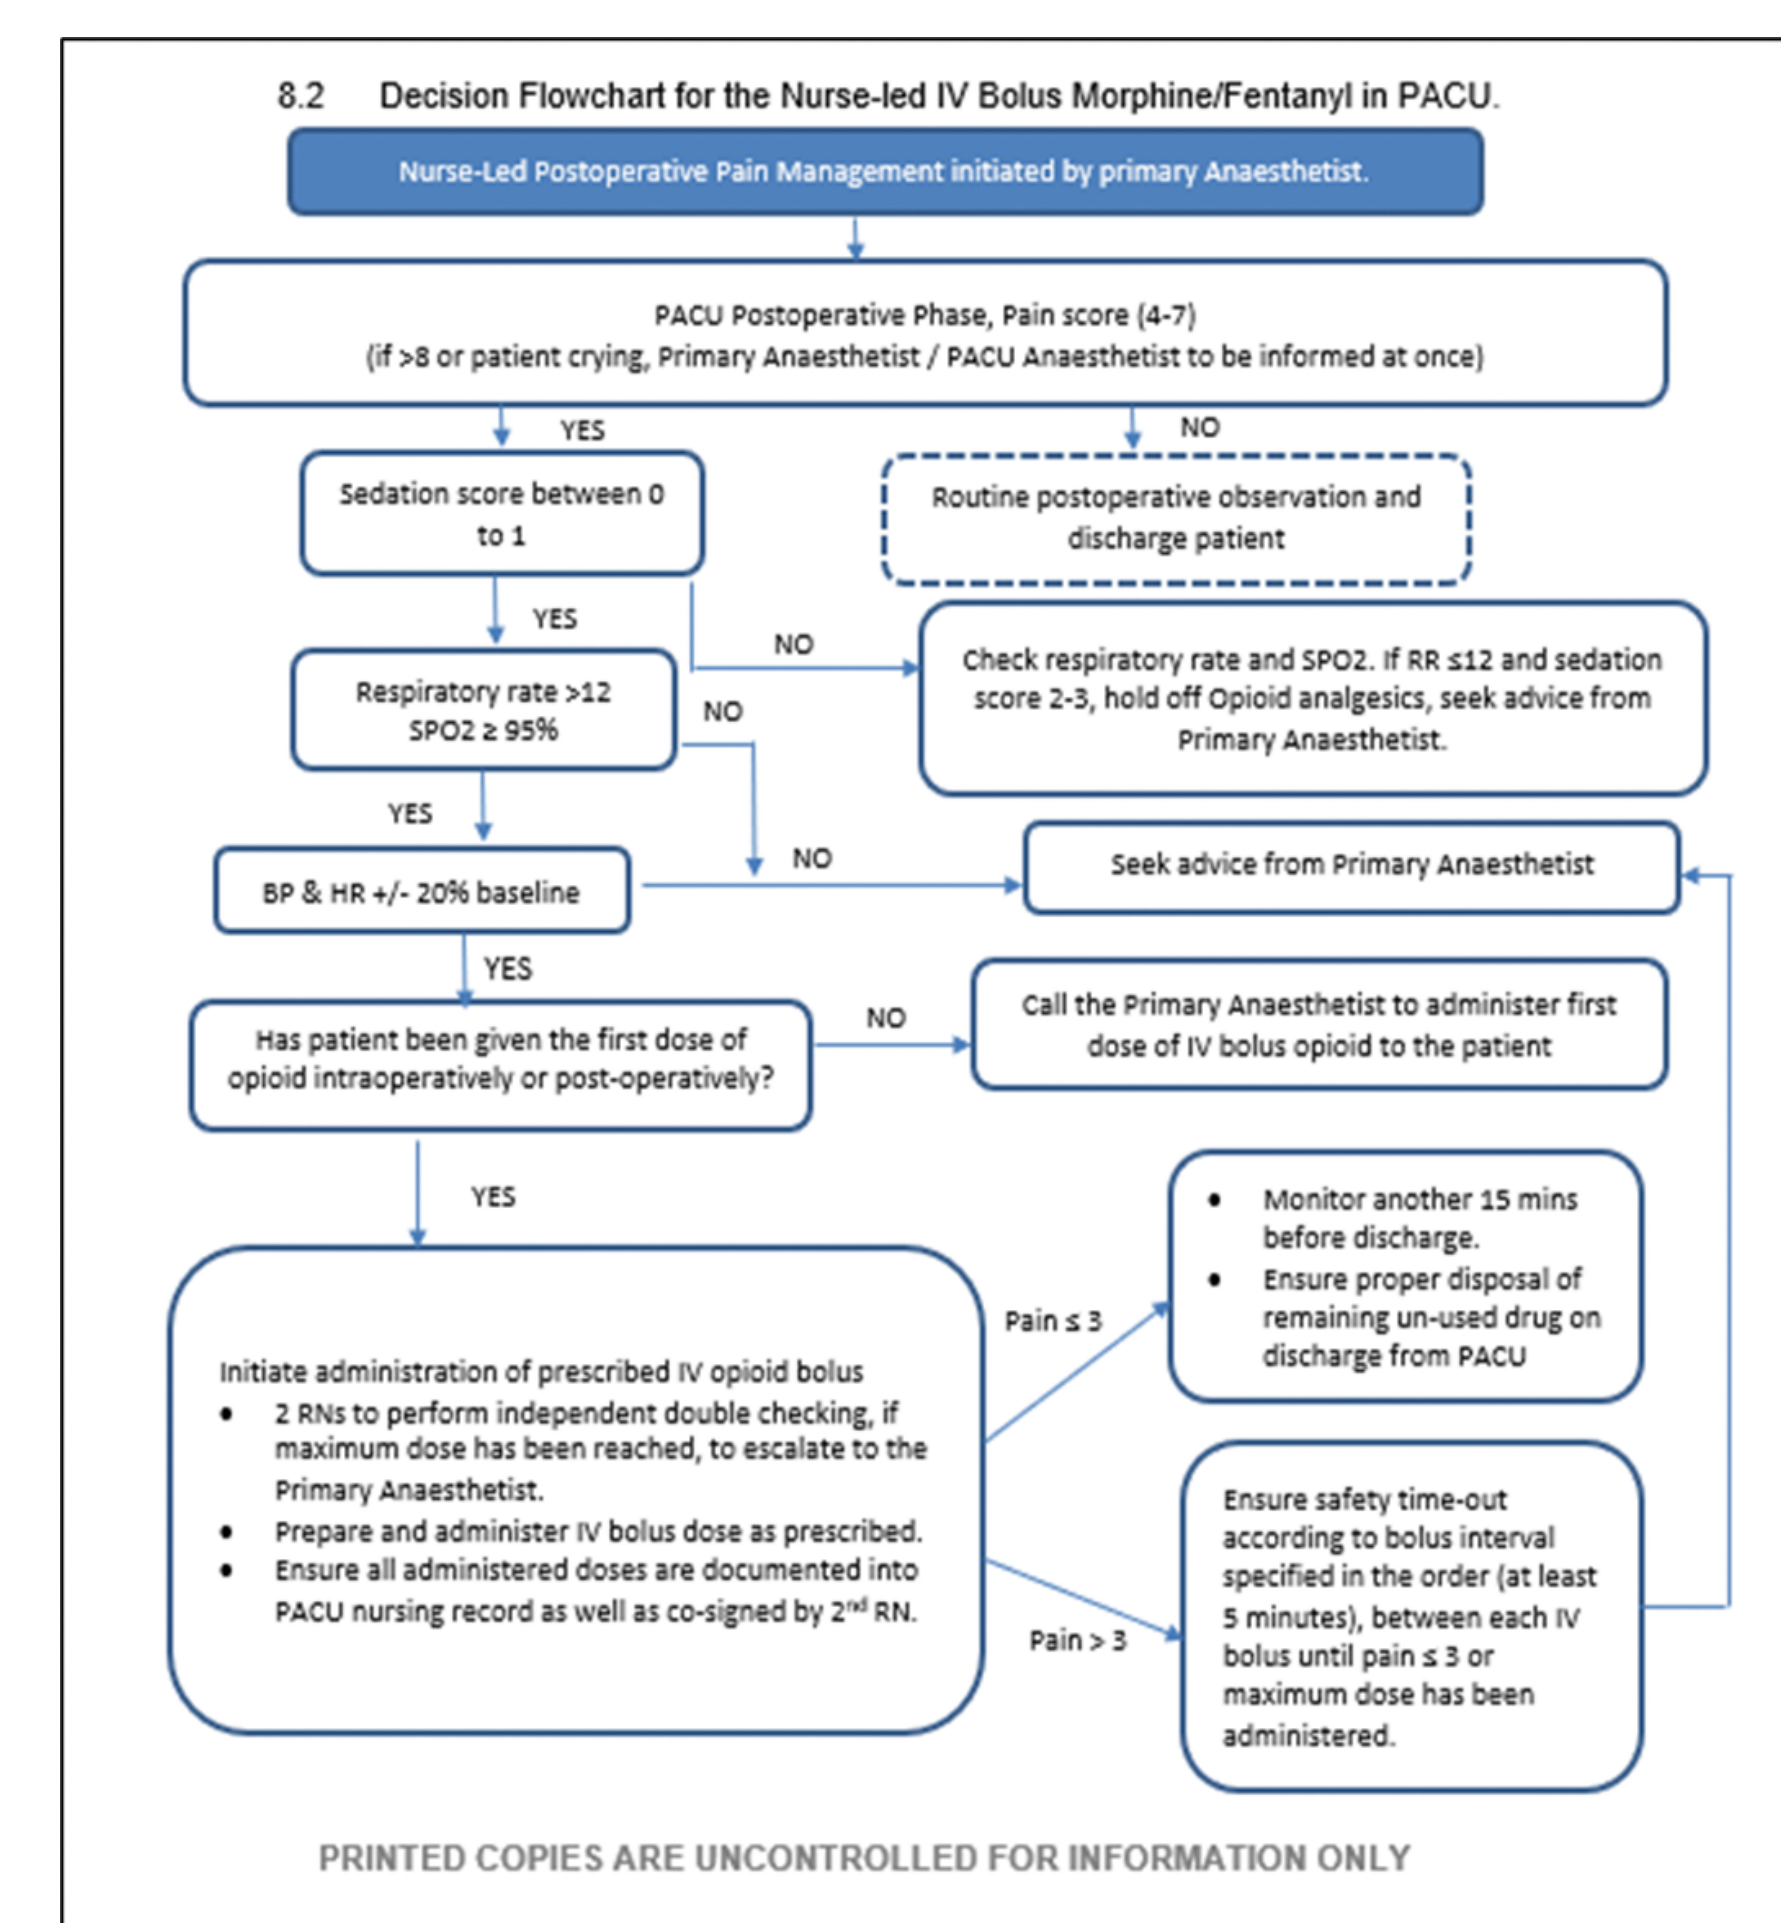 8.2 Decision Flowchart for the Nurse-led IV Bolus Morphine/Fentanyl in PACU.
Nurse-Led Postoperative Pain Management initiated by primary Anaesthetist.
PACU Postoperative Phase, Pain score (4-7)
(if >8 or patient crying, Primary Anaesthetist / PACU Anaesthetist to be informed at once)
YES
NO
Sedation score between 0
to 1
Routine postoperative observation and
discharge patient
YES
NO
Check respiratory rate and SPO2. If RR ≤12 and sedation
score 2-3, hold off Opioid analgesics, seek advice from
Primary Anaesthetist.
Respiratory rate >12
SPO2 ≥ 95%
NO
YES
NO
Seek advice from Primary Anaesthetist
BP & HR +/- 20% baseline
YES
Has patient been given the first dose of
opioid intraoperatively or post-operatively?
NO
Call the Primary Anaesthetist to administer first
dose of IV bolus opioid to the patient
YES
Initiate administration of prescribed IV opioid bolus
• 2 RNs to perform independent double checking, if
maximum dose has been reached, to escalate to the
Primary Anaesthetist.
• Prepare and administer IV bolus dose as prescribed.
• Ensure all administered doses are documented into
PACU nursing record as well as co-signed by 2nd RN.
Pain ≤ 3
• Monitor another 15 mins
before discharge.
• Ensure proper disposal of
remaining un-used drug on
discharge from PACU
Pain > 3
Ensure safety time-out
according to bolus interval
specified in the order (at least
5 minutes), between each IV
bolus until pain ≤ 3 or
maximum dose has been
administered.
PRINTED COPIES ARE UNCONTROLLED FOR INFORMATION ONLY